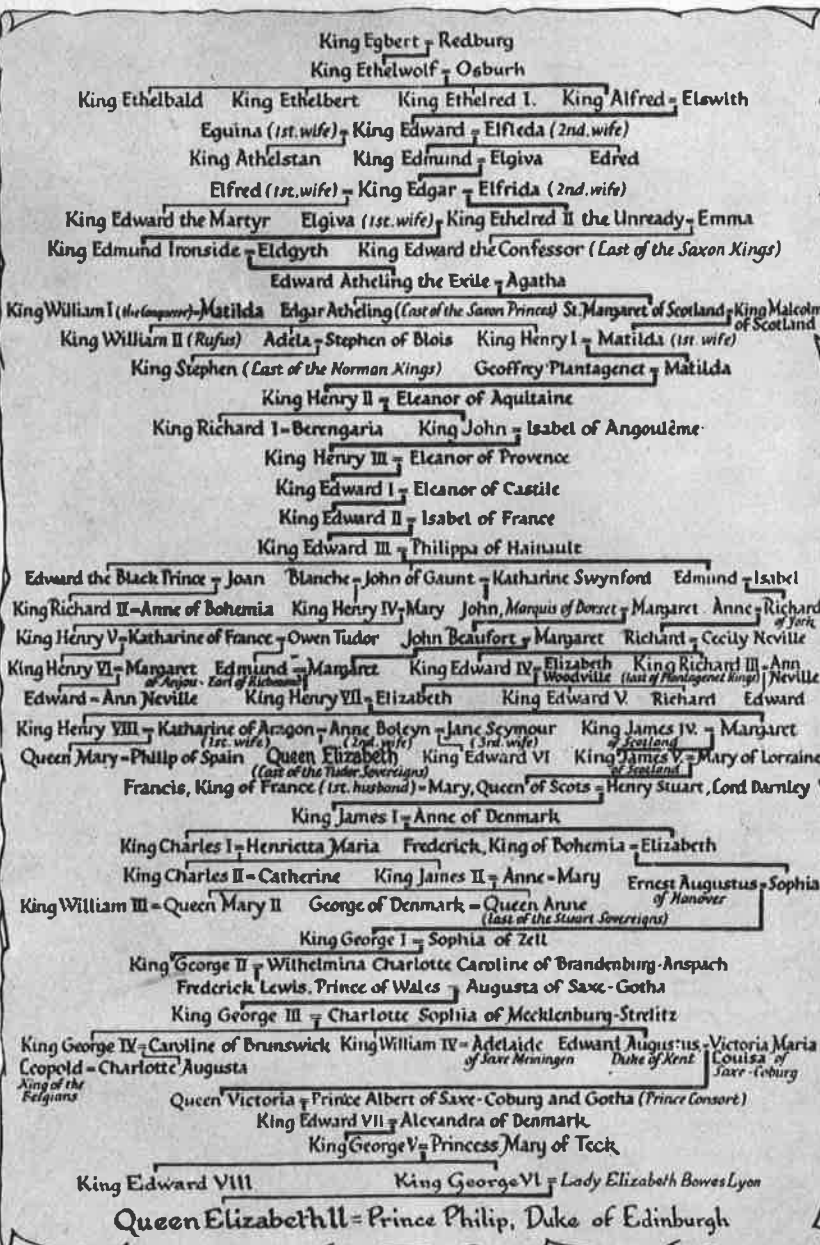 King Egbert = Redburg
King Ethelwolf = Osburh
King Ethelbald King Ethelbert King Ethelred I. King Alfred = Elswith
Eguina (1st. wife) = King Edward = Elfleda (2nd. wife)
King Athelstan King Edmund = Elgiva Edred
Elfred (1st. wife) = King Edgar = Elfrida (2nd. wife)
King Edward the Martyr Elgiva (1st. wife) = King Ethelred II the Unready = Emma
King Edmund Ironside = Eldgyth King Edward the Confessor (Last of the Saxon Kings)
Edward Atheling the Exile = Agatha
King William I (the Conqueror) = Matilda Edgar Atheling (Last of the Saxon Princes) St. Margaret of Scotland = King Malcolm
of Scotland
King William II (Rufus) Adela = Stephen of Blois King Henry I = Matilda (1st wife)
King Stephen (Last of the Norman Kings) Geoffrey Plantagenet = Matilda
King Henry II = Eleanor of Aquitaine
King Richard I = Berengaria King John = Isabel of Angoulême
King Henry III = Eleanor of Provence
King Edward I = Eleanor of Castile
King Edward II = Isabel of France
King Edward III = Philippa of Hainault
Edward the Black Prince = Joan Blanche = John of Gaunt = Katharine Swynford Edmund = Isabel
King Richard II = Anne of Bohemia King Henry IV = Mary John, Marquis of Dorset = Margaret Anne = Richard
of York
King Henry V = Katharine of France = Owen Tudor John Beaufort = Margaret Richard = Cecily Neville
King Henry VI = Margaret Edmund = Margaret King Edward IV = Elizabeth King Richard III = Ann
of Anjou Earl of Richmond Woodville (last of Plantagenet Kings) Neville
Edward = Ann Neville King Henry VII = Elizabeth King Edward V. Richard Edward
King Henry VIII = Katharine of Aragon = Anne Boleyn = Jane Seymour King James IV. = Margaret
(1st. wife) (2nd. wife) (3rd. wife) of Scotland
Queen Mary = Philip of Spain Queen Elizabeth King Edward VI King James V. = Mary of Lorraine
(Last of the Tudor Sovereigns) of Scotland
Francis, King of France (1st. husband) = Mary, Queen of Scots = Henry Stuart, Lord Darnley
King James I = Anne of Denmark
King Charles I = Henrietta Maria Frederick, King of Bohemia = Elizabeth
King Charles II = Catherine King James II = Anne = Mary Ernest Augustus = Sophia
of Hanover
King William III = Queen Mary II George of Denmark = Queen Anne
(last of the Stuart Sovereigns)
King George I = Sophia of Zell
King George II = Wilhelmina Charlotte Caroline of Brandenburg-Anspach
Frederick Lewis, Prince of Wales = Augusta of Saxe-Gotha
King George III = Charlotte Sophia of Mecklenburg-Strelitz
King George IV = Caroline of Brunswick King William IV = Adelaide Edward Augustus = Victoria Maria
of Saxe Meiningen Duke of Kent Louisa of
Leopold = Charlotte Augusta Saxe-Coburg
King of the
Belgians
Queen Victoria = Prince Albert of Saxe-Coburg and Gotha (Prince Consort)
King Edward VII = Alexandra of Denmark
King George V = Princess Mary of Teck
King Edward VIII King George VI = Lady Elizabeth Bowes Lyon
Queen Elizabeth II = Prince Philip, Duke of Edinburgh